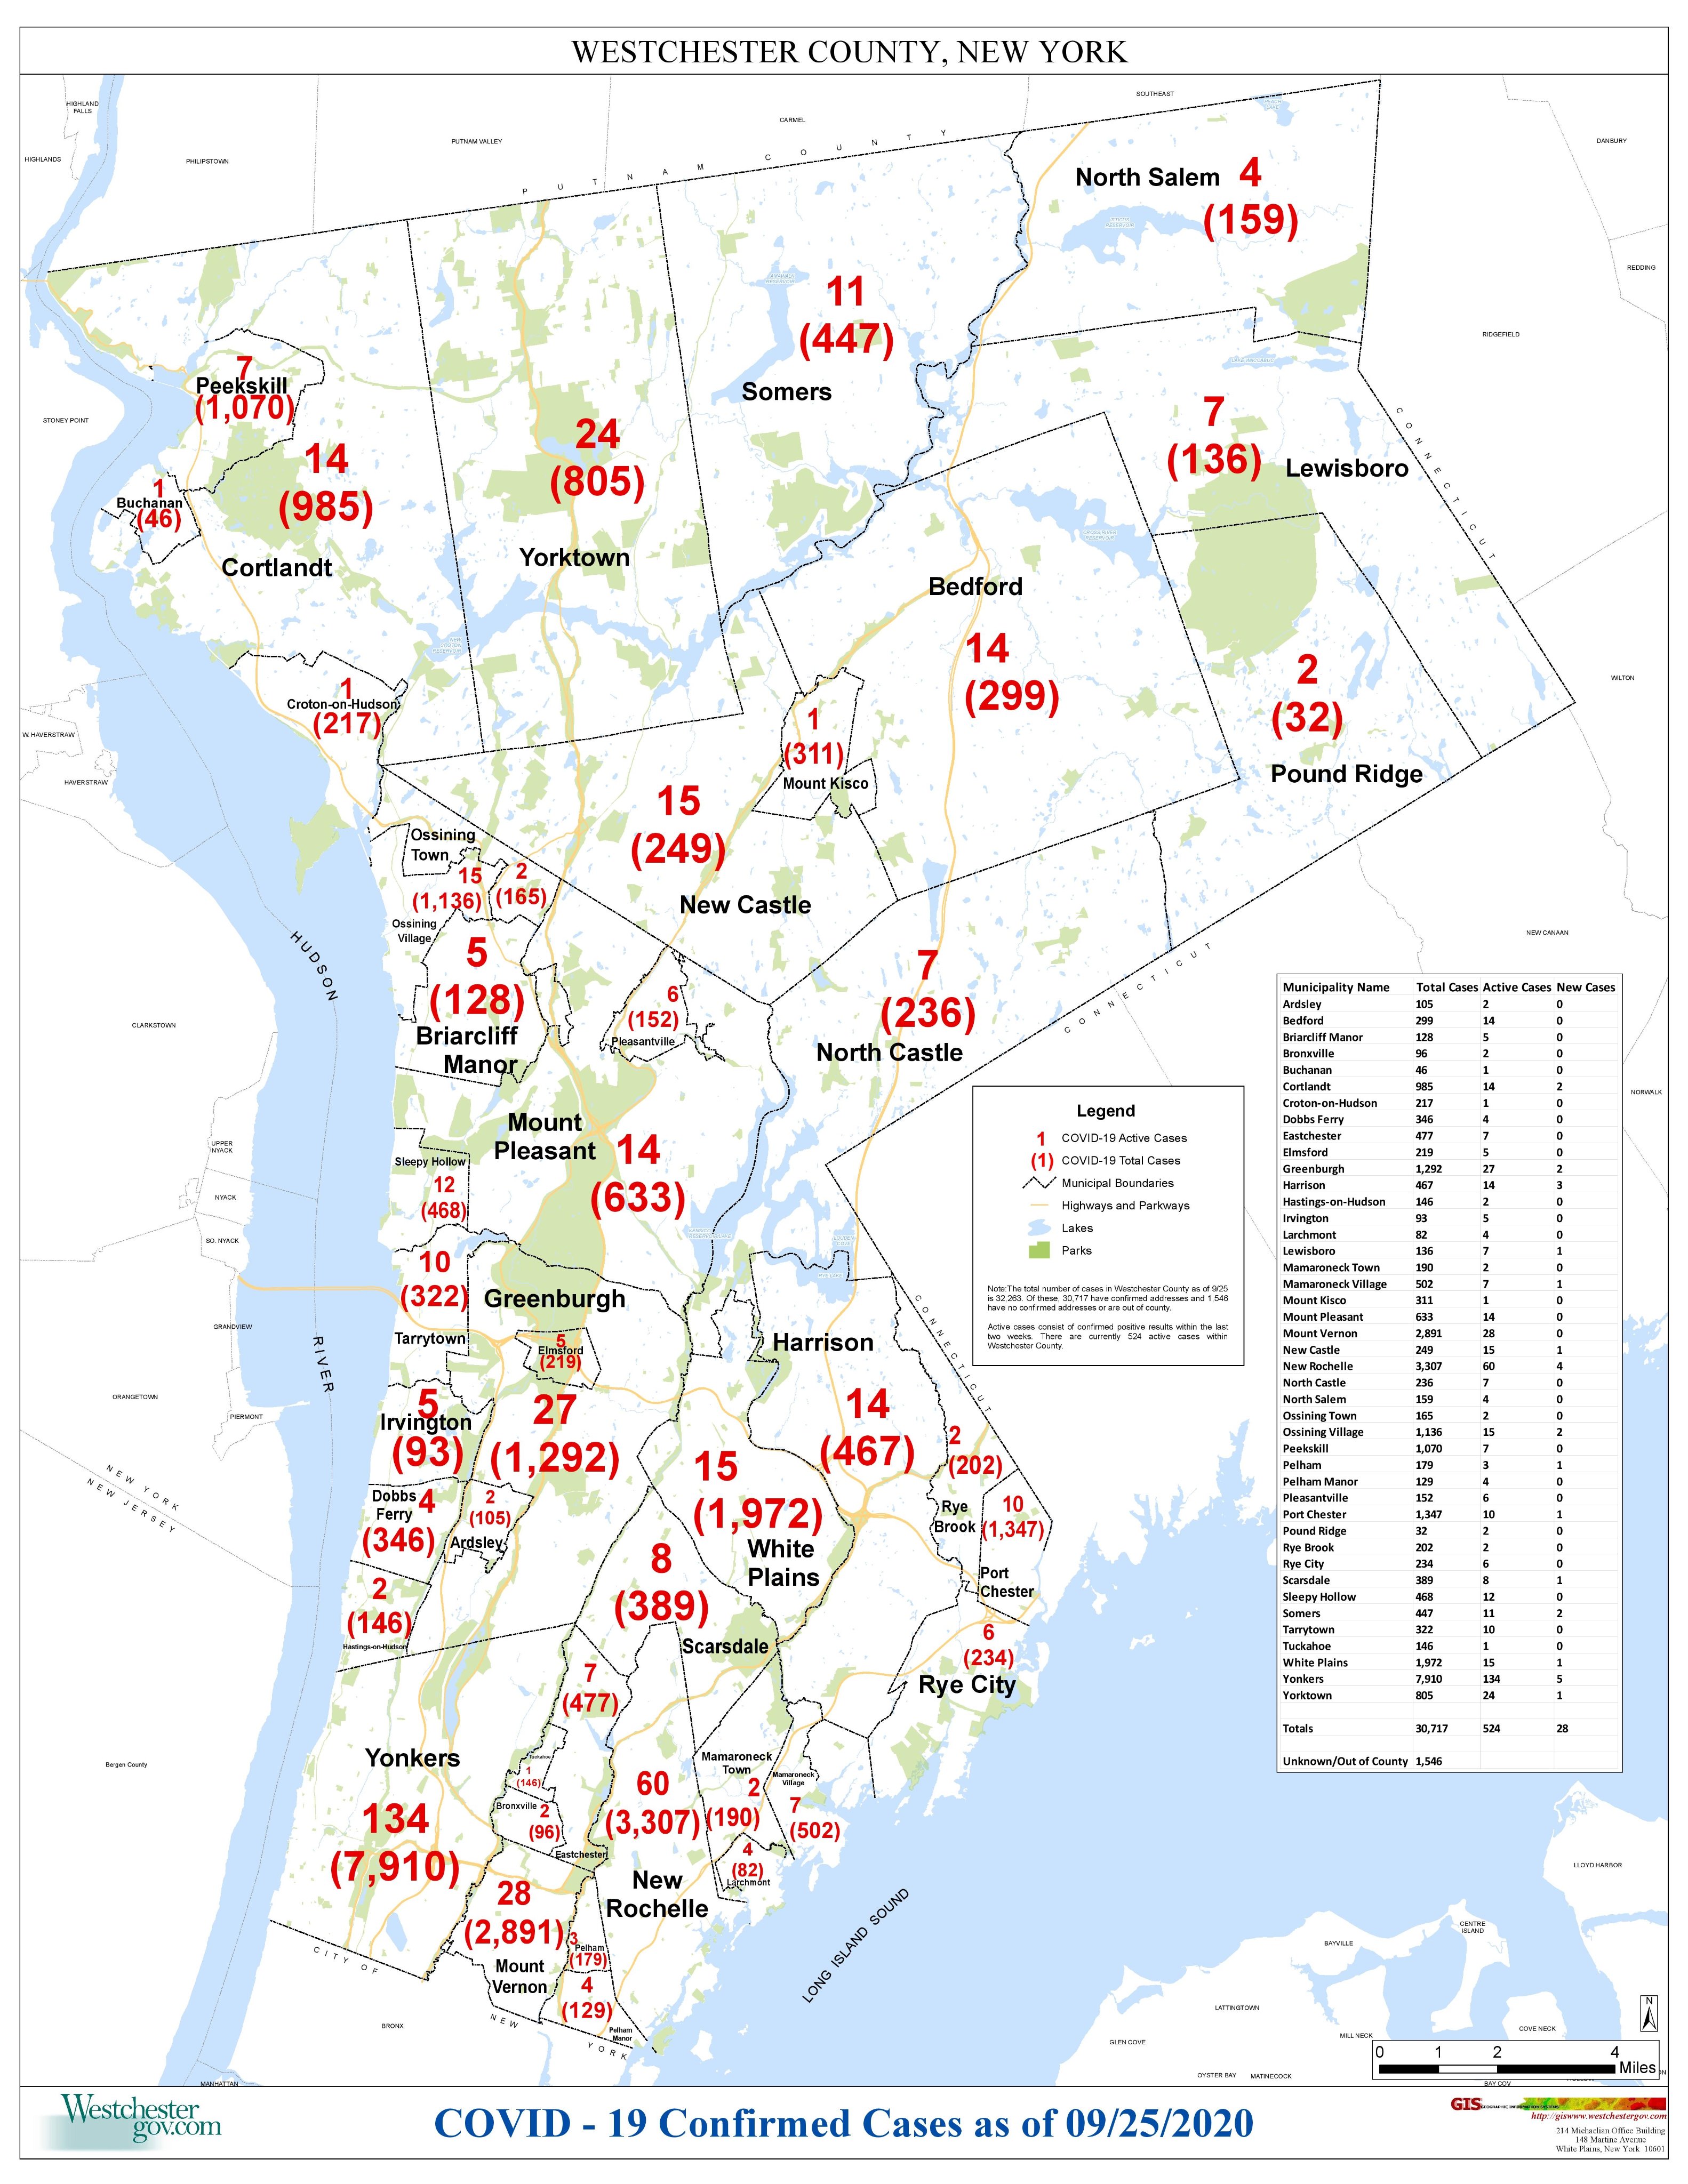 WESTCHESTER COUNTY, NEW YORK
HIGHLAND
FALLS
HIGHLANDS
PHILIPSTOWN
PUTNAM VALLEY
CARMEL
SOUTHEAST
DANBURY
REDDING
RIDGEFIELD
PUTNAM COUNTY
North Salem 4
(159)
11
(447)
Somers
7
Peekskill
(1,070)
STONEY POINT
14
(985)
Cortlandt
1
Buchanan
(46)
24
(805)
Yorktown
7
(136)
Lewisboro
CONNECTICUT
Bedford
14
(299)
2
(32)
Pound Ridge
WILTON
1
Croton-on-Hudson
(217)
W. HAVERSTRAW
HAVERSTRAW
1
(311)
Mount Kisco
15
(249)
New Castle
Ossining
Town
15
(1,136)
2
(165)
Ossining
Village
5
(128)
Briarcliff
Manor
6
(152)
Pleasantville
7
(236)
North Castle
CONNECTICUT
NEW CANAAN
NORWALK
HUDSON
RIVER
CLARKSTOWN
UPPER
NYACK
NYACK
SO. NYACK
GRANDVIEW
ORANGETOWN
PIERMONT
Mount
Pleasant
14
(633)
Sleepy Hollow
12
(468)
10
(322)
Tarrytown
Greenburgh
5
Elmsford
(219)
27
(1,292)
5
Irvington
(93)
Dobbs
Ferry
4
(346)
2
(105)
Ardsley
2
(146)
Hastings-on-Hudson
NEW YORK
NEW JERSEY
Harrison
14
(467)
CONNECTICUT
15
(1,972)
White
Plains
2
(202)
Rye
Brook
10
(1,347)
Port
Chester
8
(389)
Scarsdale
6
(234)
Rye City
7
(477)
Yonkers
134
(7,910)
Tuckahoe
1
(146)
Bronxville
2
(96)
Eastchester
60
(3,307)
New
Rochelle
Mamaroneck
Town
2
(190)
Mamaroneck
Village
7
(502)
4
(82)
Larchmont
28
(2,891)
Mount
Vernon
3
Pelham
(179)
4
(129)
Pelham
Manor
CITY OF
NEW
YORK
Bergen County
BRONX
MANHATTAN
LONG ISLAND SOUND
LLOYD HARBOR
CENTRE
ISLAND
BAYVILLE
LATTINGTOWN
GLEN COVE
MILL NECK
COVE NECK
OYSTER BAY
MATINECOCK
BAY COV
Legend
1 COVID-19 Active Cases
(1) COVID-19 Total Cases
Municipal Boundaries
Highways and Parkways
Lakes
Parks
Note:The total number of cases in Westchester County as of 9/25
is 32,263. Of these, 30,717 have confirmed addresses and 1,546
have no confirmed addresses or are out of county.
Active cases consist of confirmed positive results within the last
two weeks. There are currently 524 active cases within
Westchester County.
Municipality Name Total Cases Active Cases New Cases
Ardsley 105 2 0
Bedford 299 14 0
Briarcliff Manor 128 5 0
Bronxville 96 2 0
Buchanan 46 1 0
Cortlandt 985 14 2
Croton-on-Hudson 217 1 0
Dobbs Ferry 346 4 0
Eastchester 477 7 0
Elmsford 219 5 0
Greenburgh 1,292 27 2
Harrison 467 14 3
Hastings-on-Hudson 146 2 0
Irvington 93 5 0
Larchmont 82 4 0
Lewisboro 136 7 1
Mamaroneck Town 190 2 0
Mamaroneck Village 502 7 1
Mount Kisco 311 1 0
Mount Pleasant 633 14 0
Mount Vernon 2,891 28 0
New Castle 249 15 1
New Rochelle 3,307 60 4
North Castle 236 7 0
North Salem 159 4 0
Ossining Town 165 2 0
Ossining Village 1,136 15 2
Peekskill 1,070 7 0
Pelham 179 3 1
Pelham Manor 129 4 0
Pleasantville 152 6 0
Port Chester 1,347 10 1
Pound Ridge 32 2 0
Rye Brook 202 2 0
Rye City 234 6 0
Scarsdale 389 8 1
Sleepy Hollow 468 12 0
Somers 447 11 2
Tarrytown 322 10 0
Tuckahoe 146 1 0
White Plains 1,972 15 1
Yonkers 7,910 134 5
Yorktown 805 24 1
Totals 30,717 524 28
Unknown/Out of County 1,546
N
0 1 2 4
Miles
Westchester
gov.com
COVID - 19 Confirmed Cases as of 09/25/2020
GIS GEOGRAPHIC INFORMATION SYSTEMS
http://giswww.westchestergov.com
214 Michaelian Office Building
148 Martine Avenue
White Plains, New York 10601